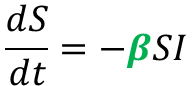 dS/dt = −βSI